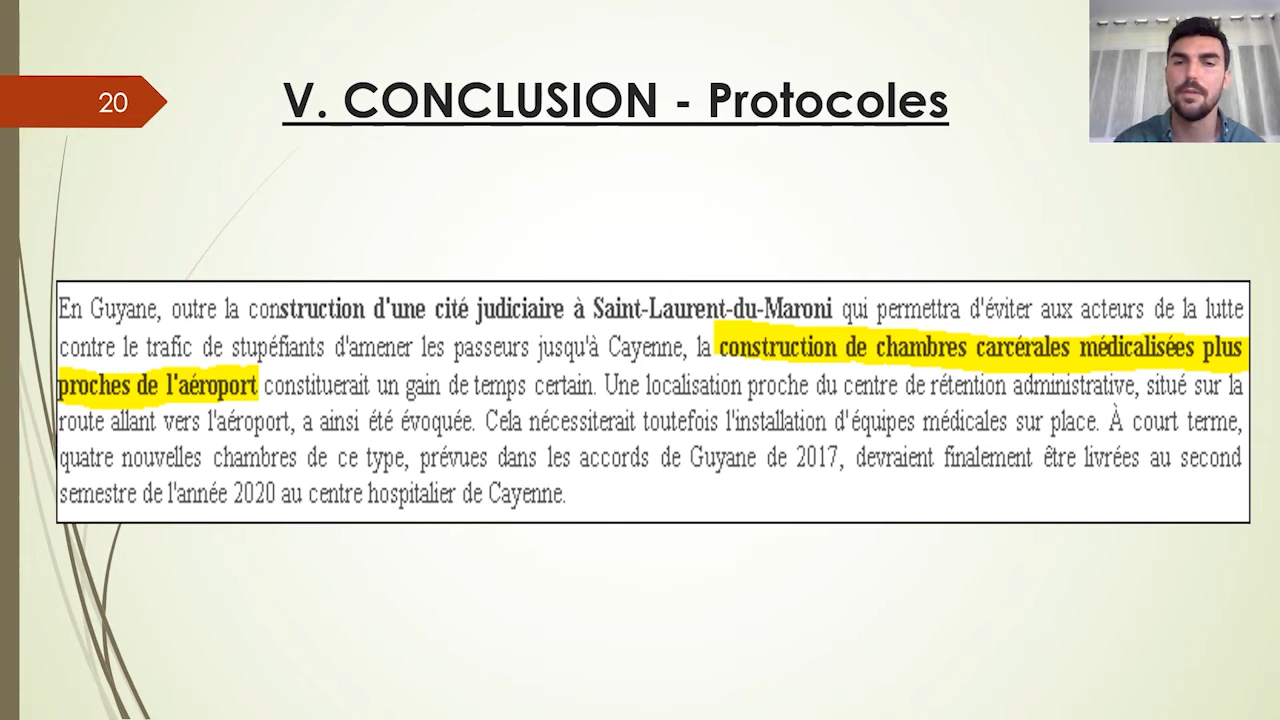 20
V. CONCLUSION - Protocoles
En Guyane, outre la construction d'une cité judiciaire à Saint-Laurent-du-Maroni qui permettra d'éviter aux acteurs de la lutte
contre le trafic de stupéfiants d'amener les passeurs jusqu'à Cayenne, la construction de chambres carcérales médicalisées plus
proches de l'aéroport constituerait un gain de temps certain. Une localisation proche du centre de rétention administrative, situé sur la
route allant vers l'aéroport, a ainsi été évoquée. Cela nécessiterait toutefois l'installation d'équipes médicales sur place. À court terme,
quatre nouvelles chambres de ce type, prévues dans les accords de Guyane de 2017, devraient finalement être livrées au second
semestre de l'année 2020 au centre hospitalier de Cayenne.